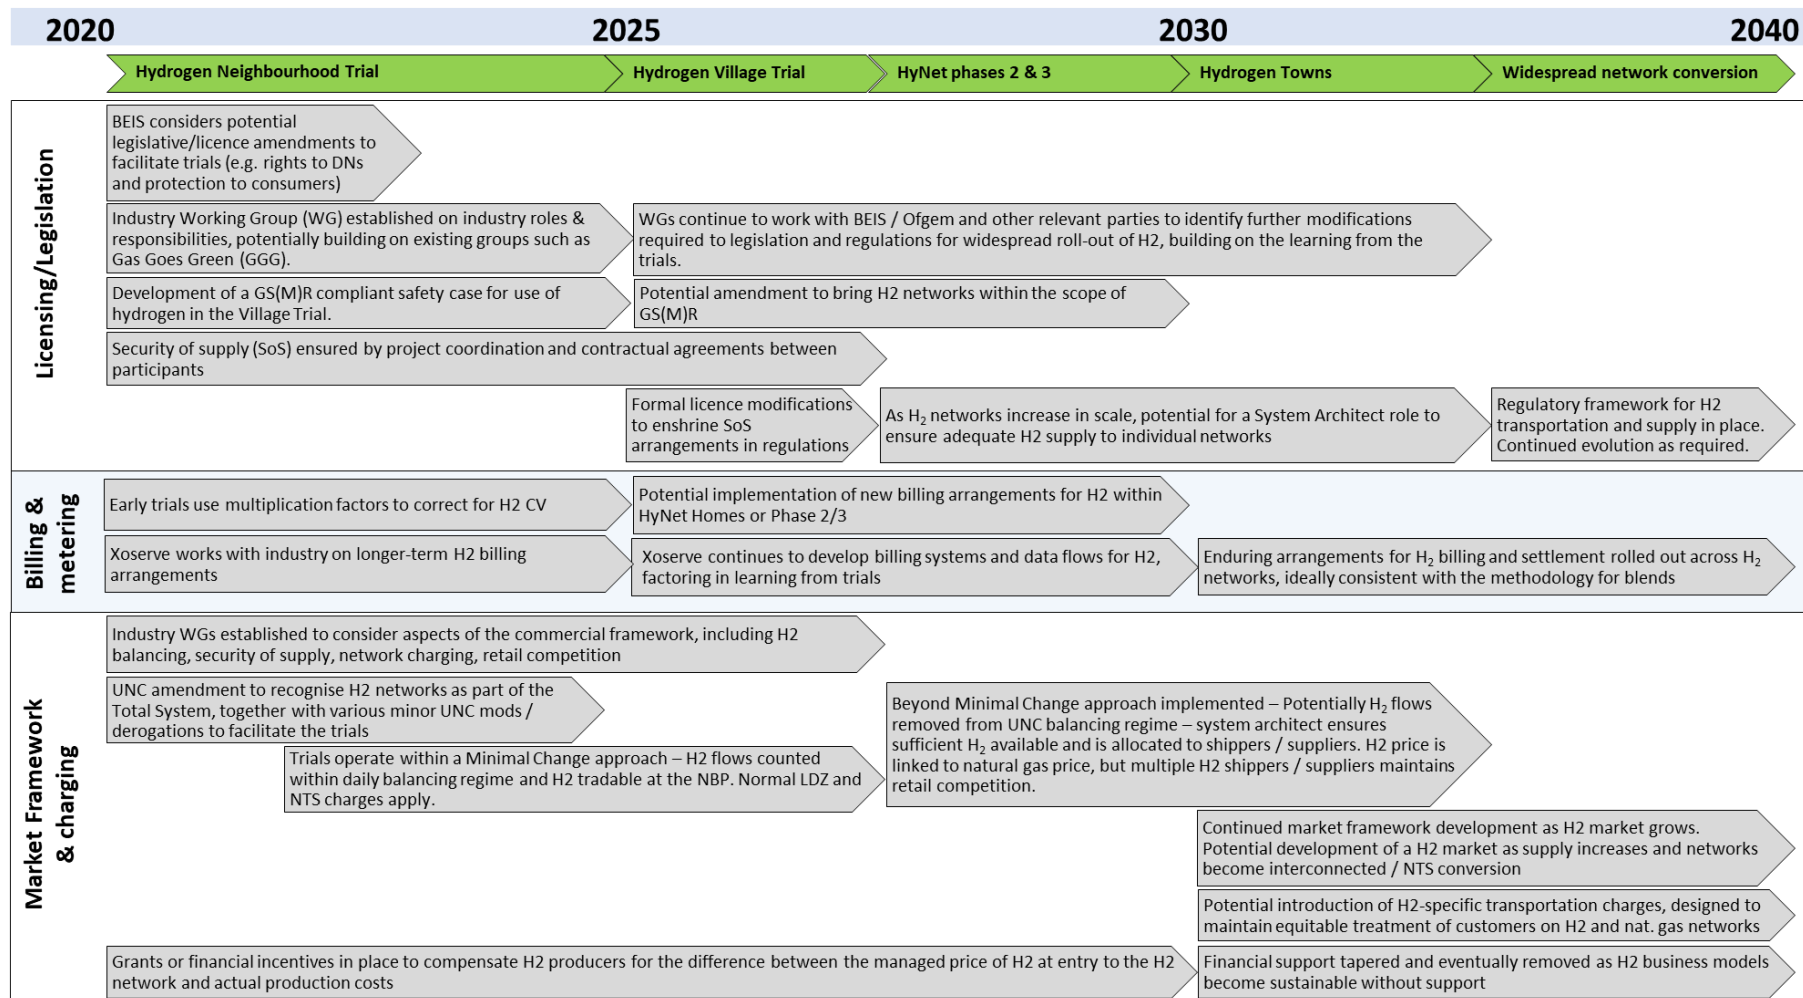 2020
2025
2030
2040
Hydrogen Neighbourhood Trial
Hydrogen Village Trial
HyNet phases 2 & 3
Hydrogen Towns
Widespread network conversion
Licensing/Legislation
BEIS considers potential
legislative/licence amendments to
facilitate trials (e.g. rights to DNs
and protection to consumers)
Industry Working Group (WG) established on industry roles &
responsibilities, potentially building on existing groups such as
Gas Goes Green (GGG).
WGs continue to work with BEIS / Ofgem and other relevant parties to identify further modifications
required to legislation and regulations for widespread roll-out of H2, building on the learning from the
trials.
Development of a GS(M)R compliant safety case for use of
hydrogen in the Village Trial.
Potential amendment to bring H2 networks within the scope of
GS(M)R
Security of supply (SoS) ensured by project coordination and contractual agreements between
participants
Formal licence modifications
to enshrine SoS
arrangements in regulations
As H₂ networks increase in scale, potential for a System Architect role to
ensure adequate H2 supply to individual networks
Regulatory framework for H2
transportation and supply in place.
Continued evolution as required.
Billing &
metering
Early trials use multiplication factors to correct for H2 CV
Potential implementation of new billing arrangements for H2 within
HyNet Homes or Phase 2/3
Xoserve works with industry on longer-term H2 billing
arrangements
Xoserve continues to develop billing systems and data flows for H2,
factoring in learning from trials
Enduring arrangements for H₂ billing and settlement rolled out across H₂
networks, ideally consistent with the methodology for blends
Market Framework
& charging
Industry WGs established to consider aspects of the commercial framework, including H2
balancing, security of supply, network charging, retail competition
UNC amendment to recognise H2 networks as part of the
Total System, together with various minor UNC mods /
derogations to facilitate the trials
Trials operate within a Minimal Change approach – H2 flows counted
within daily balancing regime and H2 tradable at the NBP. Normal LDZ and
NTS charges apply.
Beyond Minimal Change approach implemented – Potentially H₂ flows
removed from UNC balancing regime – system architect ensures
sufficient H₂ available and is allocated to shippers / suppliers. H2 price is
linked to natural gas price, but multiple H2 shippers / suppliers maintains
retail competition.
Continued market framework development as H2 market grows.
Potential development of a H2 market as supply increases and networks
become interconnected / NTS conversion
Potential introduction of H2-specific transportation charges, designed to
maintain equitable treatment of customers on H2 and nat. gas networks
Grants or financial incentives in place to compensate H2 producers for the difference between the managed price of H2 at entry to the H2
network and actual production costs
Financial support tapered and eventually removed as H2 business models
become sustainable without support